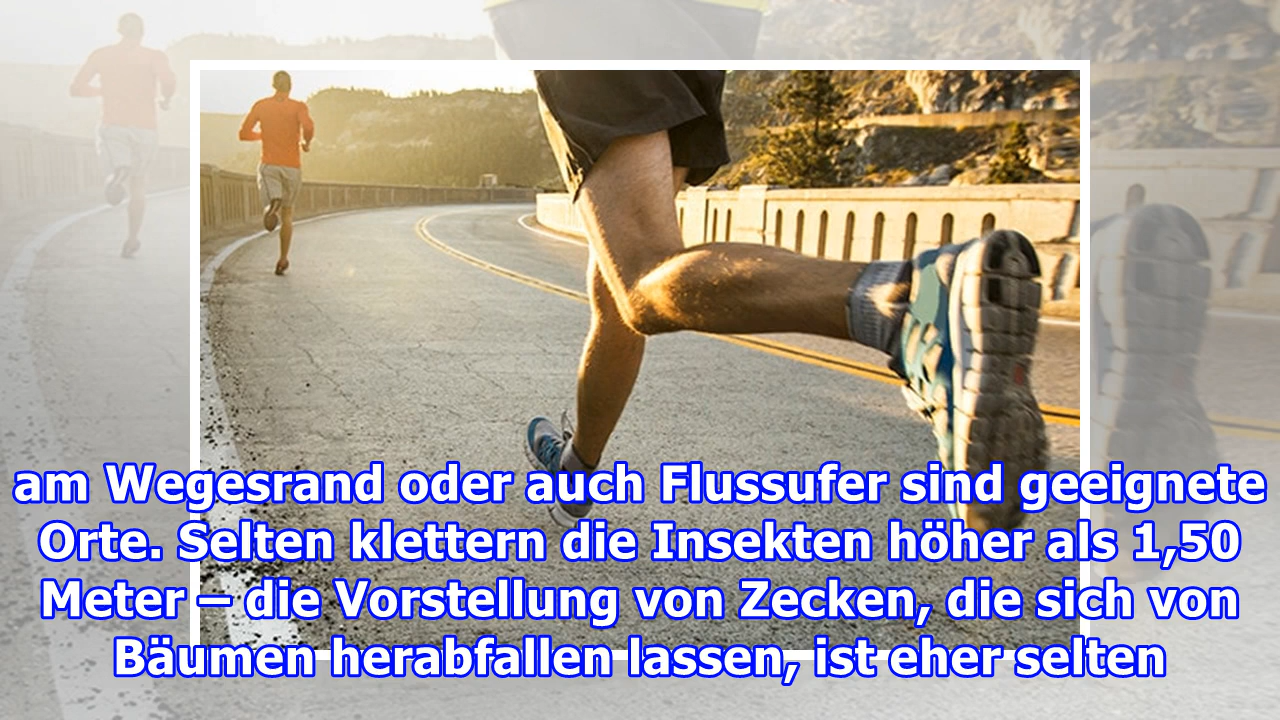 am Wegesrand oder auch Flussufer sind geeignete
Orte. Selten klettern die Insekten höher als 1,50
Meter – die Vorstellung von Zecken, die sich von
Bäumen herabfallen lassen, ist eher selten